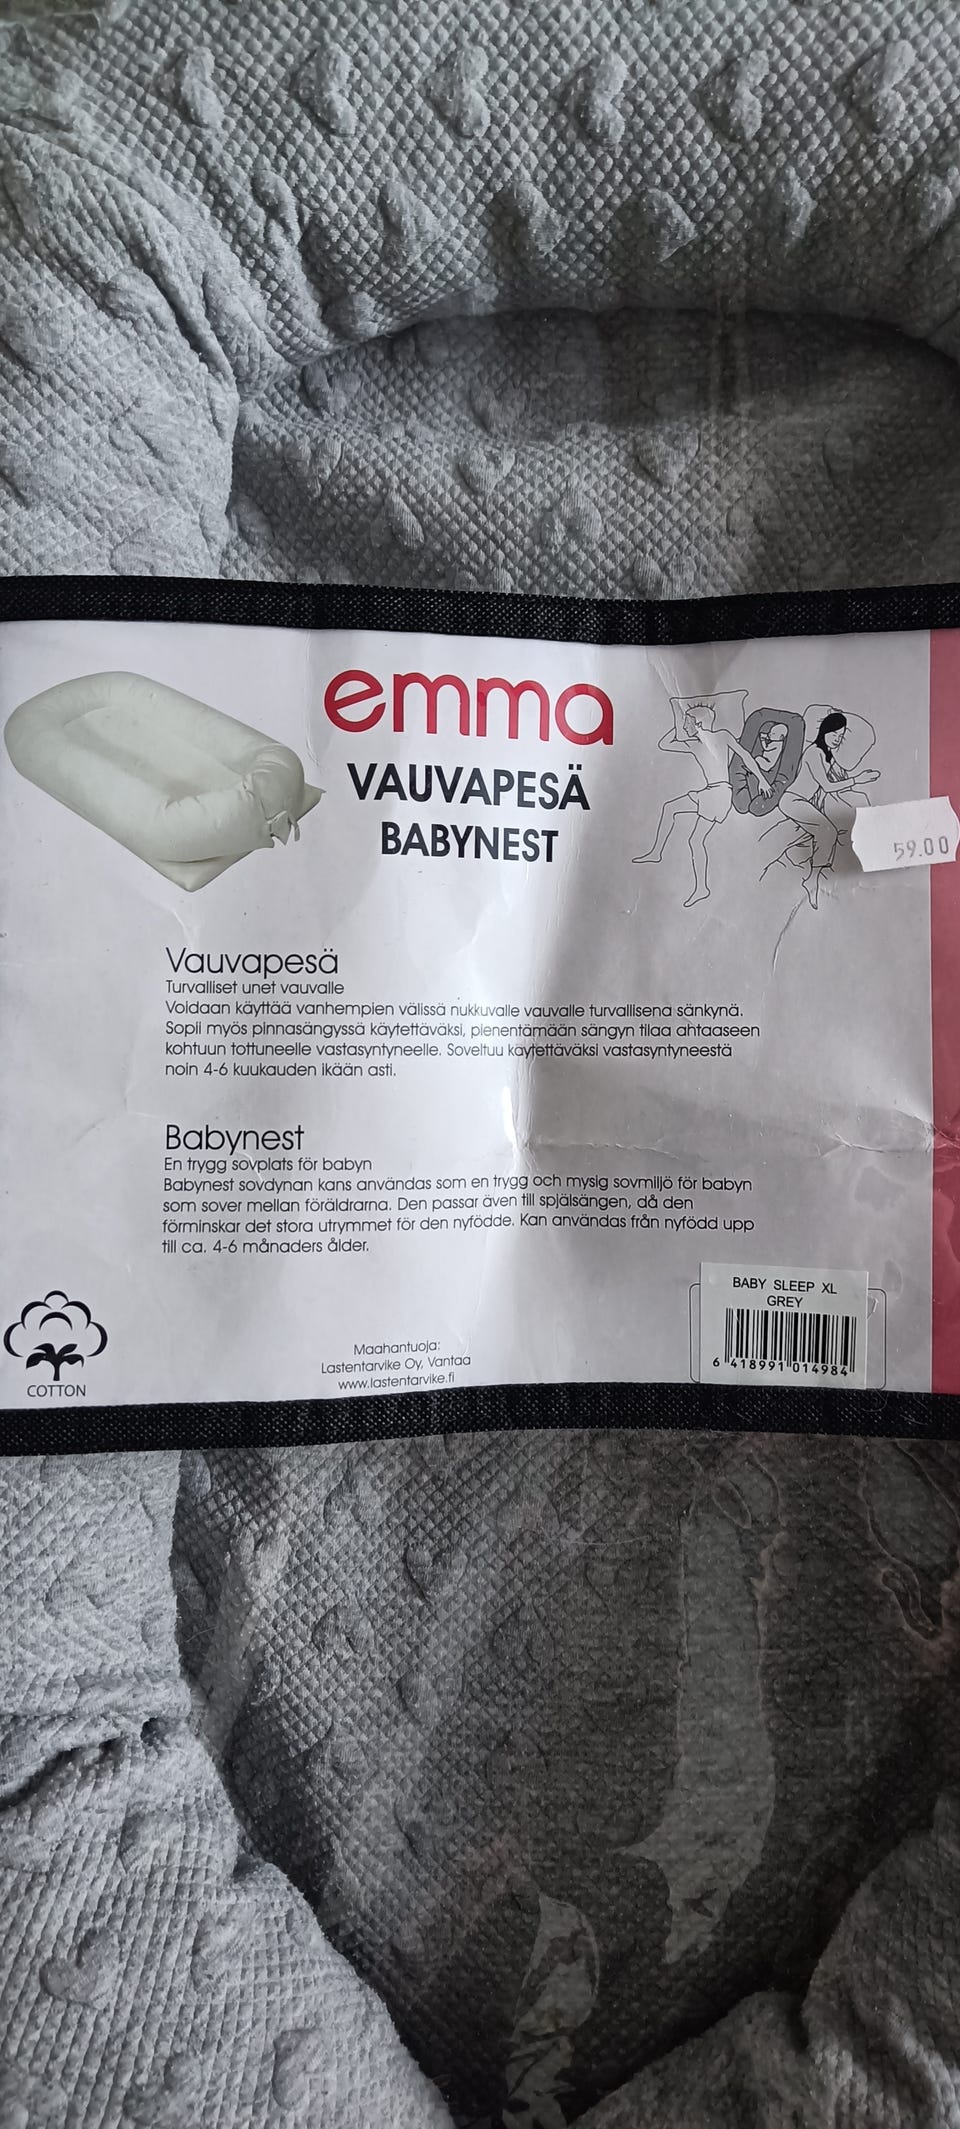 emma
VAUVAPESÄ
BABYNEST
59.00
Vauvapesä
Turvalliset unet vauvalle
Voidaan käyttää vanhempien välissä nukkuvalle vauvalle turvallisena sänkynä.
Sopii myös pinnasängyssä käytettäväksi, pienentämään sängyn tilaa ahtaaseen
kohtuun tottuneelle vastasyntyneelle. Soveltuu käytettäväksi vastasyntyneestä
noin 4-6 kuukauden ikään asti.
Babynest
En trygg sovplats för babyn
Babynest sovdynan kans användas som en trygg och mysig sovmiljö för babyn
som sover mellan föräldrarna. Den passar även till spjälsängen, då den
förminskar det stora utrymmet för den nyfödde. Kan användas från nyfödd upp
till ca. 4-6 månaders ålder.
BABY SLEEP XL
GREY
6 418991 014984
COTTON
Maahantuoja:
Lastentarvike Oy, Vantaa
www.lastentarvike.fi